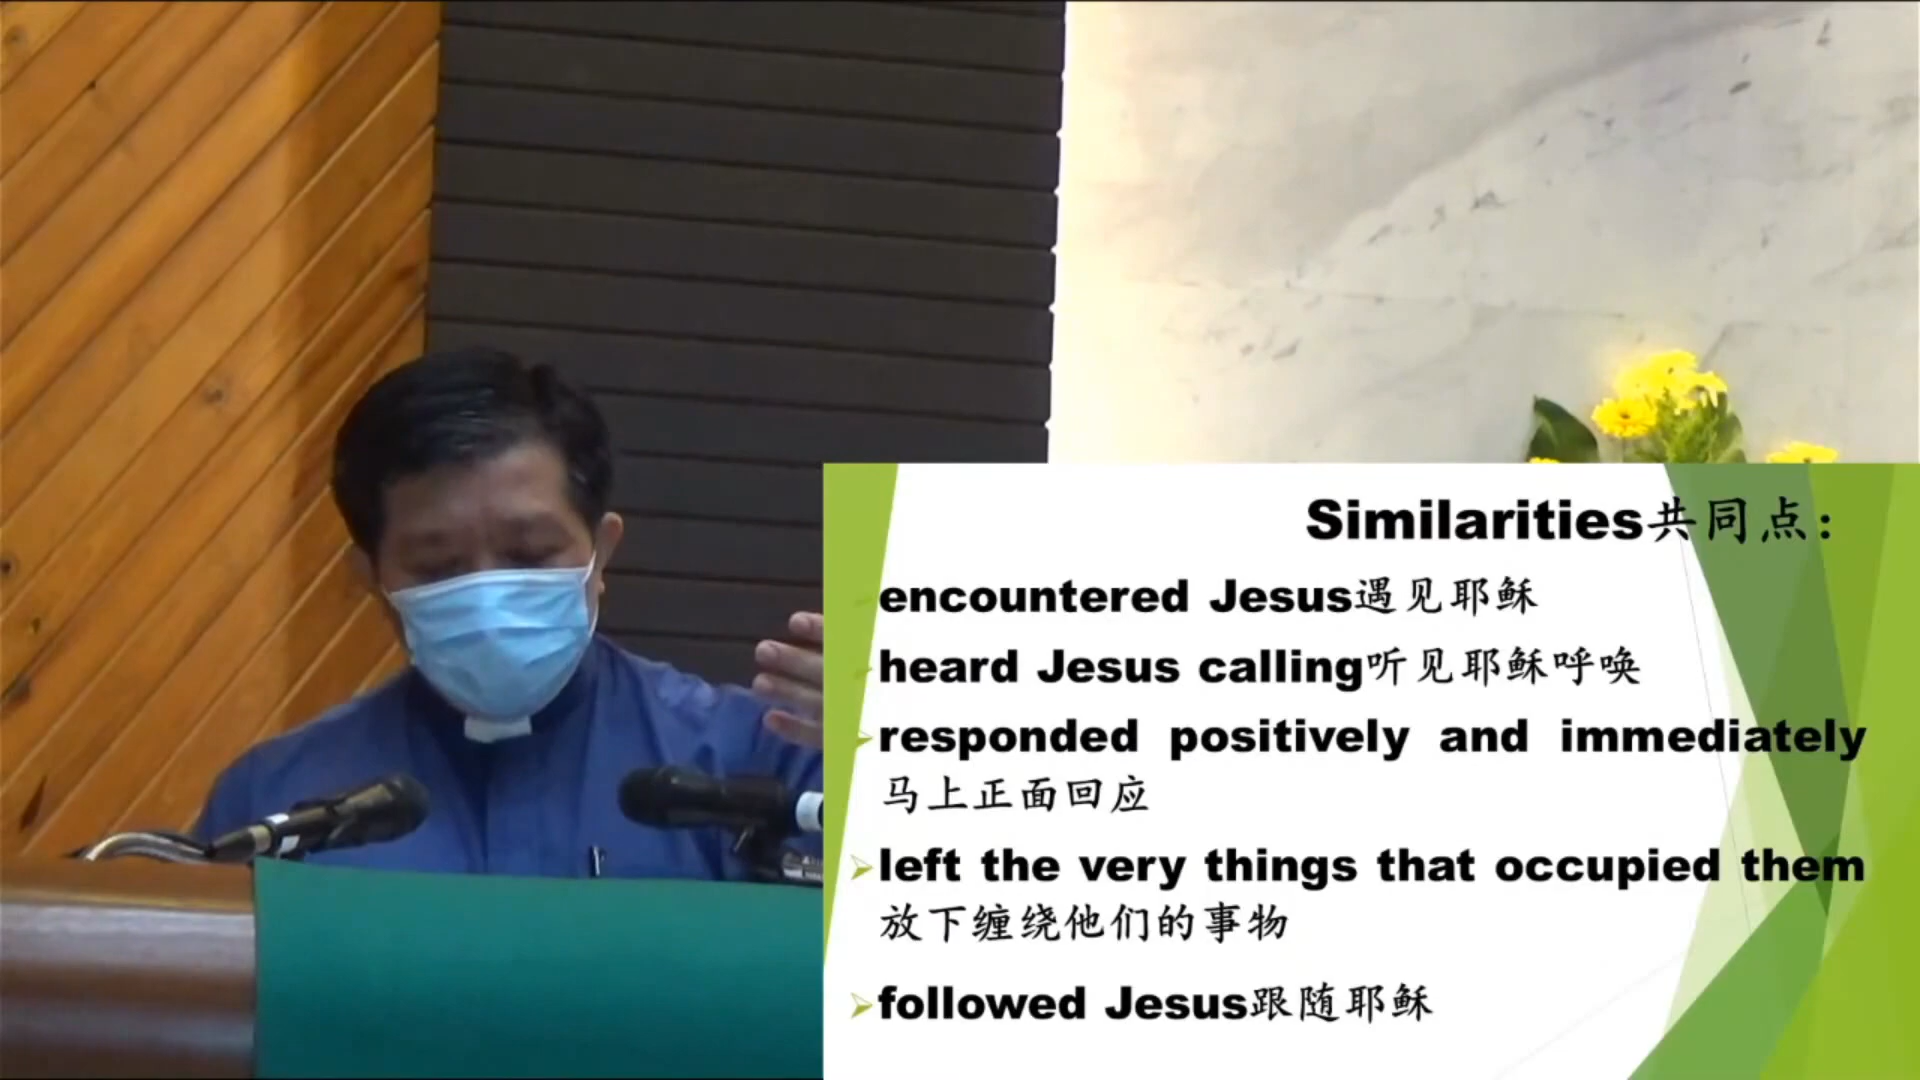 Similarities共同点：
encountered Jesus遇见耶稣
heard Jesus calling听见耶稣呼唤
responded positively and immediately
马上正面回应
left the very things that occupied them
放下缠绕他们的事物
followed Jesus跟随耶稣